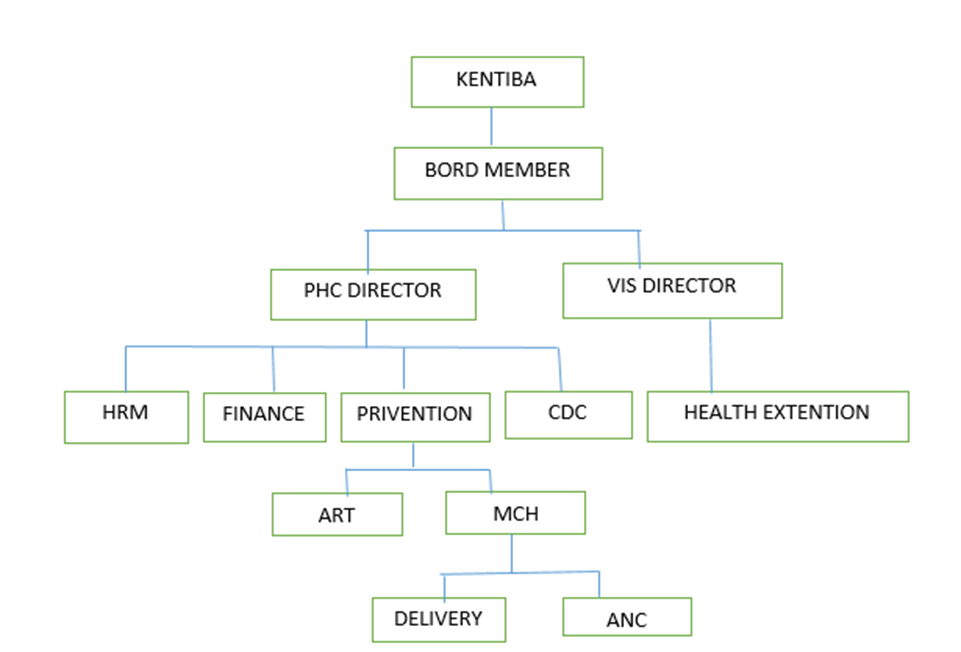 KENTIBA
BORD MEMBER
PHC DIRECTOR
VIS DIRECTOR
HRM
FINANCE
PRIVENTION
CDC
HEALTH EXTENTION
ART
MCH
DELIVERY
ANC